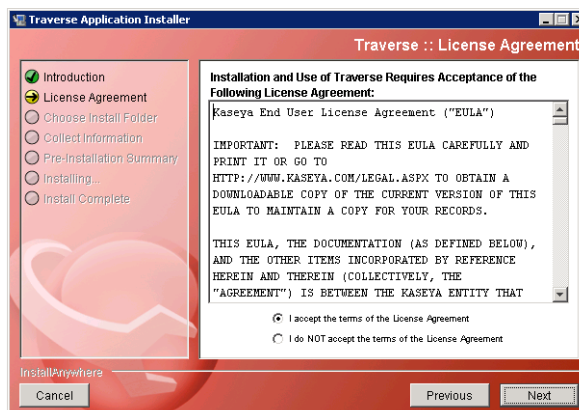 Traverse Application Installer
Traverse :: License Agreement
Introduction
License Agreement
Choose Install Folder
Collect Information
Pre-Installation Summary
Installing...
Install Complete
Installation and Use of Traverse Requires Acceptance of the
Following License Agreement:
Kaseya End User License Agreement ("EULA")
IMPORTANT:  PLEASE READ THIS EULA CAREFULLY AND
PRINT IT OR GO TO
HTTP://WWW.KASEYA.COM/LEGAL.ASPX TO OBTAIN A
DOWNLOADABLE COPY OF THE CURRENT VERSION OF THIS
EULA TO MAINTAIN A COPY FOR YOUR RECORDS.
THIS EULA, THE DOCUMENTATION (AS DEFINED BELOW),
AND THE OTHER ITEMS INCORPORATED BY REFERENCE
HEREIN AND THEREIN (COLLECTIVELY, THE
"AGREEMENT") IS BETWEEN THE KASEYA ENTITY THAT
I accept the terms of the License Agreement
I do NOT accept the terms of the License Agreement
InstallAnywhere
Cancel
Previous
Next